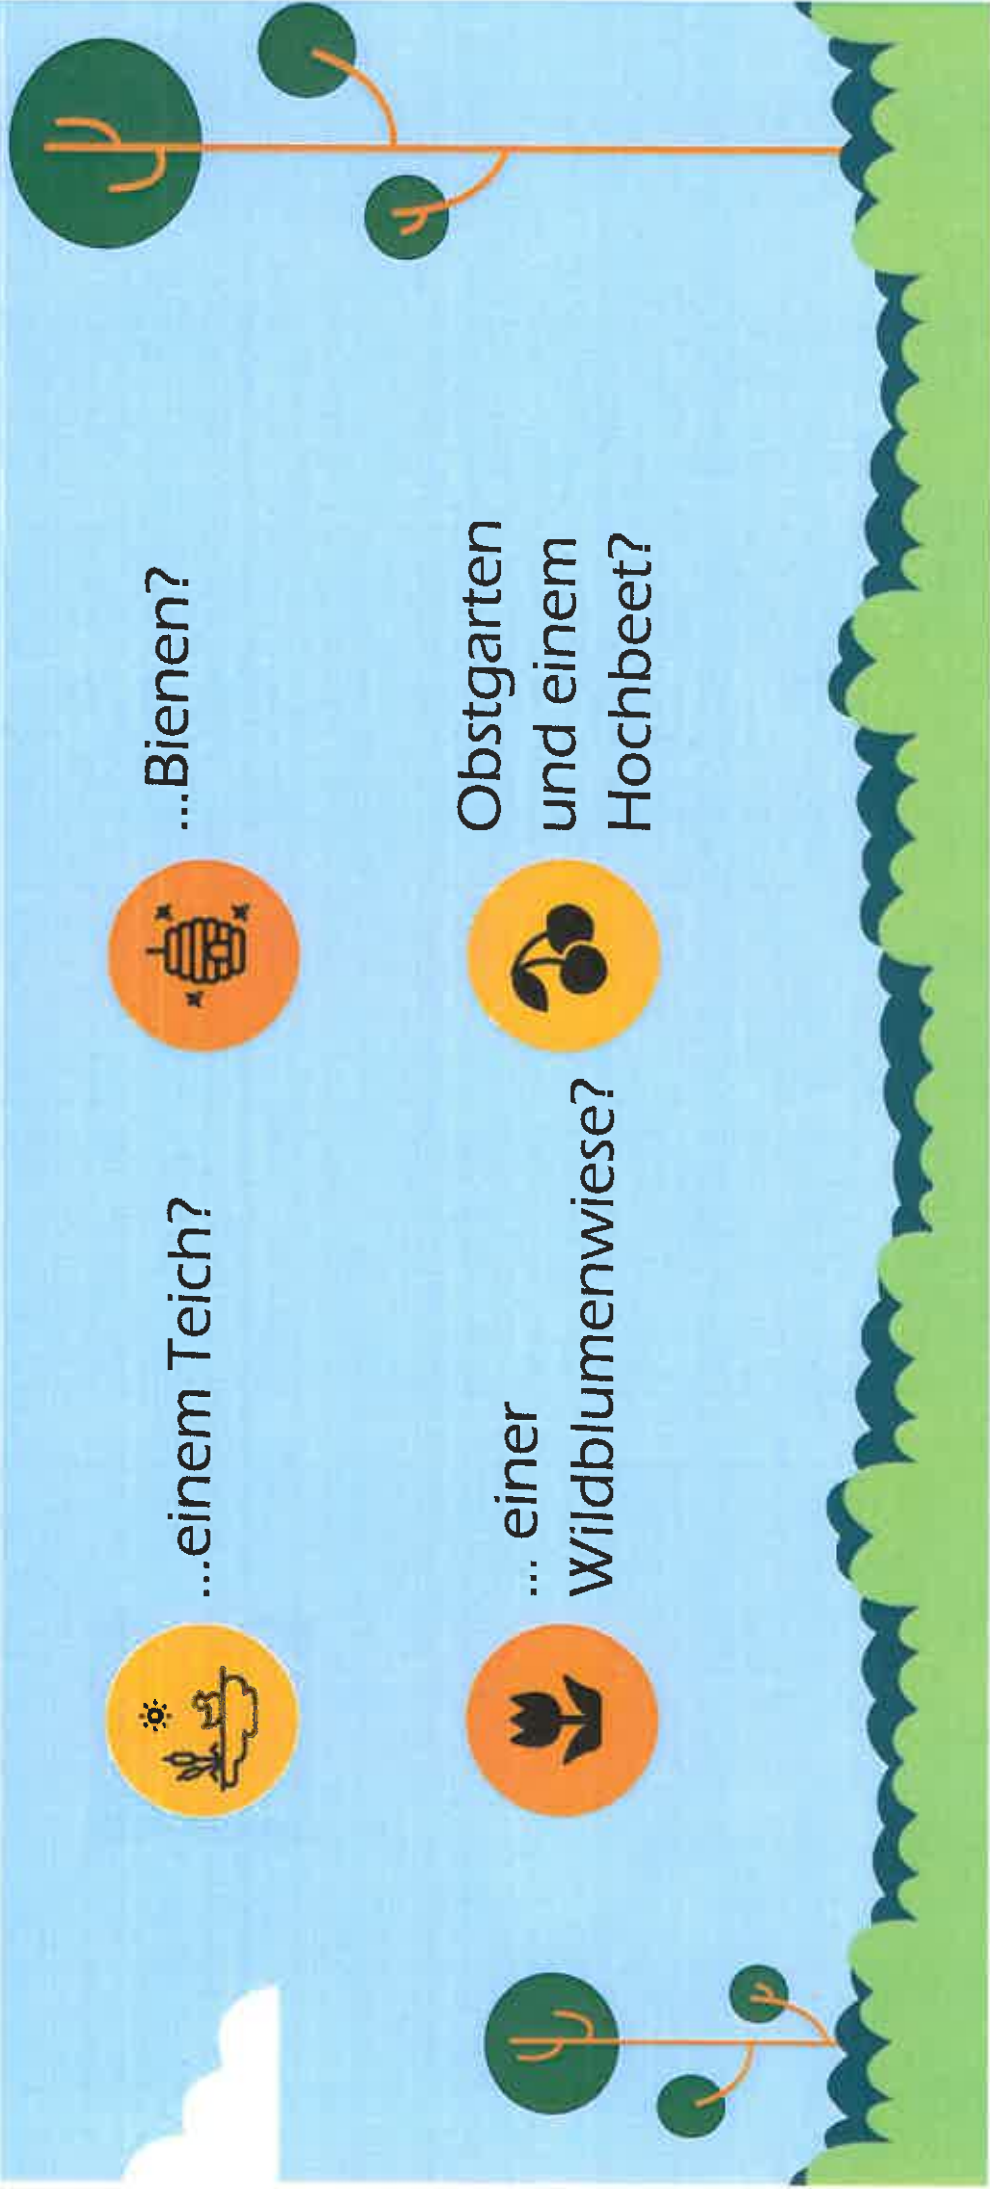 ...einem Teich?
...Bienen?
... einer
Wildblumenwiese?
Obstgarten
und einem
Hochbeet?